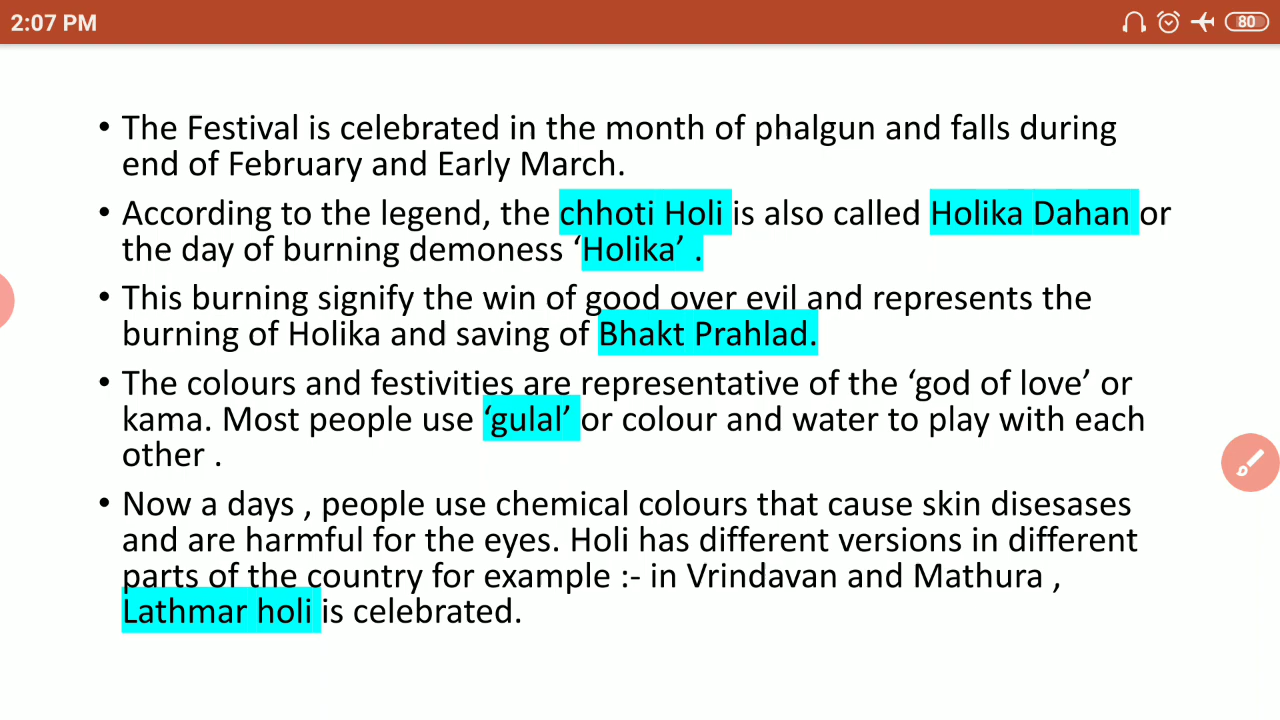 2:07 PM
80
• The Festival is celebrated in the month of phalgun and falls during
end of February and Early March.
• According to the legend, the chhoti Holi is also called Holika Dahan or
the day of burning demoness ‘Holika’ .
• This burning signify the win of good over evil and represents the
burning of Holika and saving of Bhakt Prahlad.
• The colours and festivities are representative of the ‘god of love’ or
kama. Most people use ‘gulal’ or colour and water to play with each
other .
• Now a days , people use chemical colours that cause skin disesases
and are harmful for the eyes. Holi has different versions in different
parts of the country for example :- in Vrindavan and Mathura ,
Lathmar holi is celebrated.